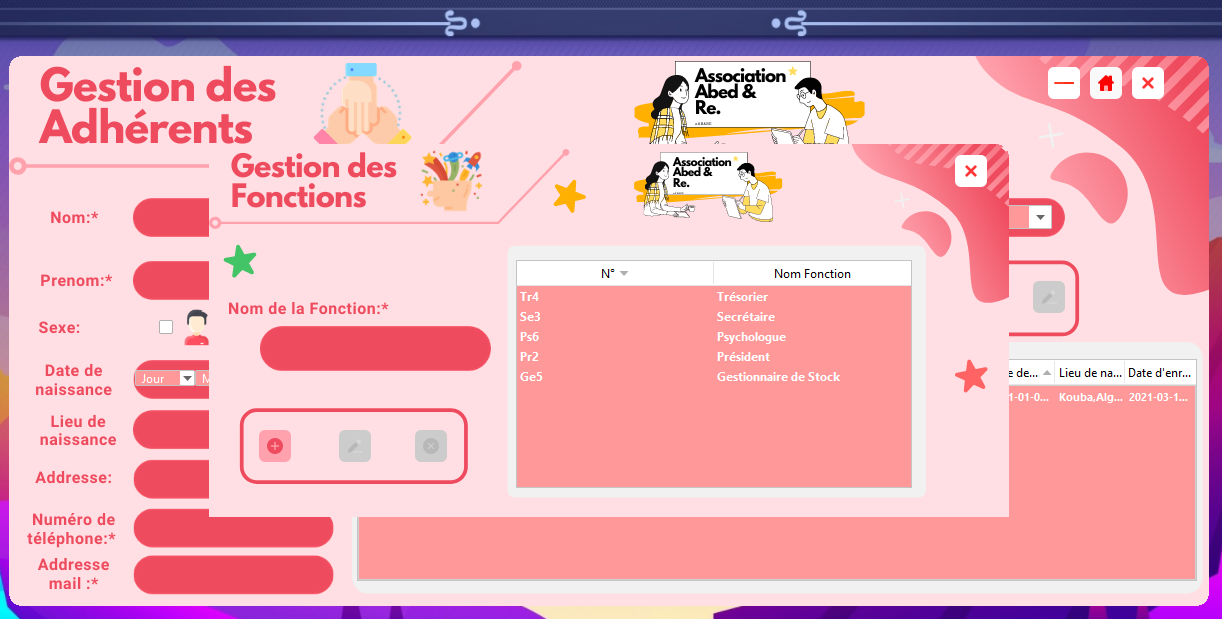 Gestion des
Adhérents
Association
Abed &
Re.
Gestion des
Fonctions
Association
Abed &
Re.
Nom:*
Prenom:*
Sexe:
Date de
naissance
Jour
M
Lieu de
naissance
Addresse:
Numéro de
téléphone:*
Addresse
mail :*
Nom de la Fonction:*
N° Nom Fonction
Tr4 Trésorier
Se3 Secrétaire
Ps6 Psychologue
Pr2 Président
Ge5 Gestionnaire de Stock
e de... Lieu de na... Date d'enr...
1-01-0... Kouba,Alg... 2021-03-1...